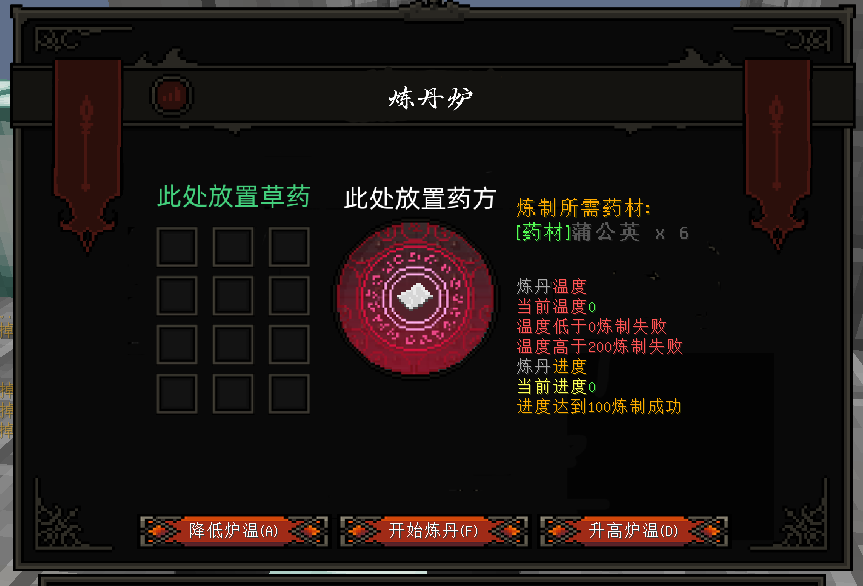 炼丹炉
此处放置草药
此处放置药方
炼制所需药材:
[药材]蒲公英 x 6
炼丹温度
当前温度0
温度低于0炼制失败
温度高于200炼制失败
炼丹进度
当前进度0
进度达到100炼制成功
掉
掉
掉
掉
降低炉温(A)
开始炼丹(F)
升高炉温(D)